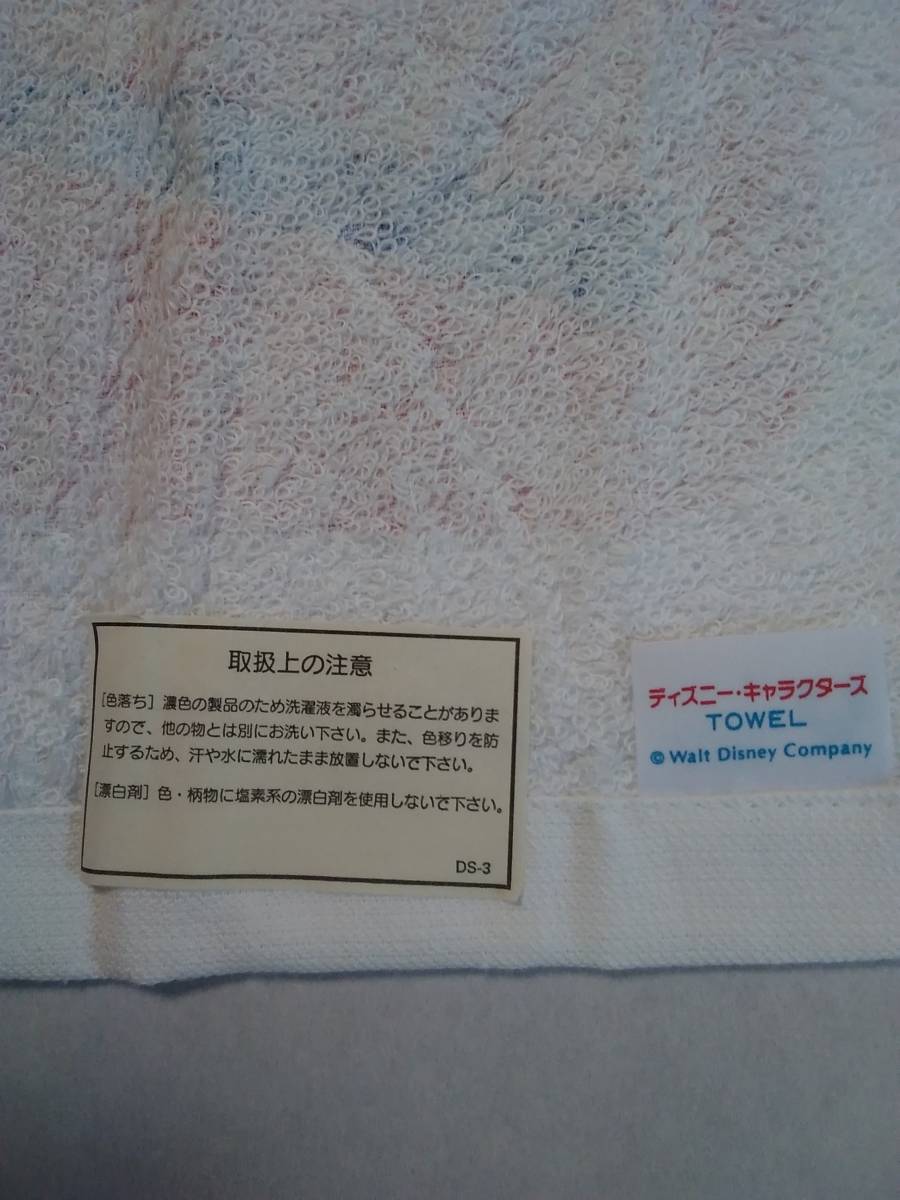 取扱上の注意
[色落ち] 濃色の製品のため洗濯液を濁らせることがありま
すので、他の物とは別にお洗い下さい。また、色移りを防
止するため、汗や水に濡れたまま放置しないで下さい。
[漂白剤] 色・柄物に塩素系の漂白剤を使用しないで下さい。
DS-3
ディズニー・キャラクターズ
TOWEL
© Walt Disney Company